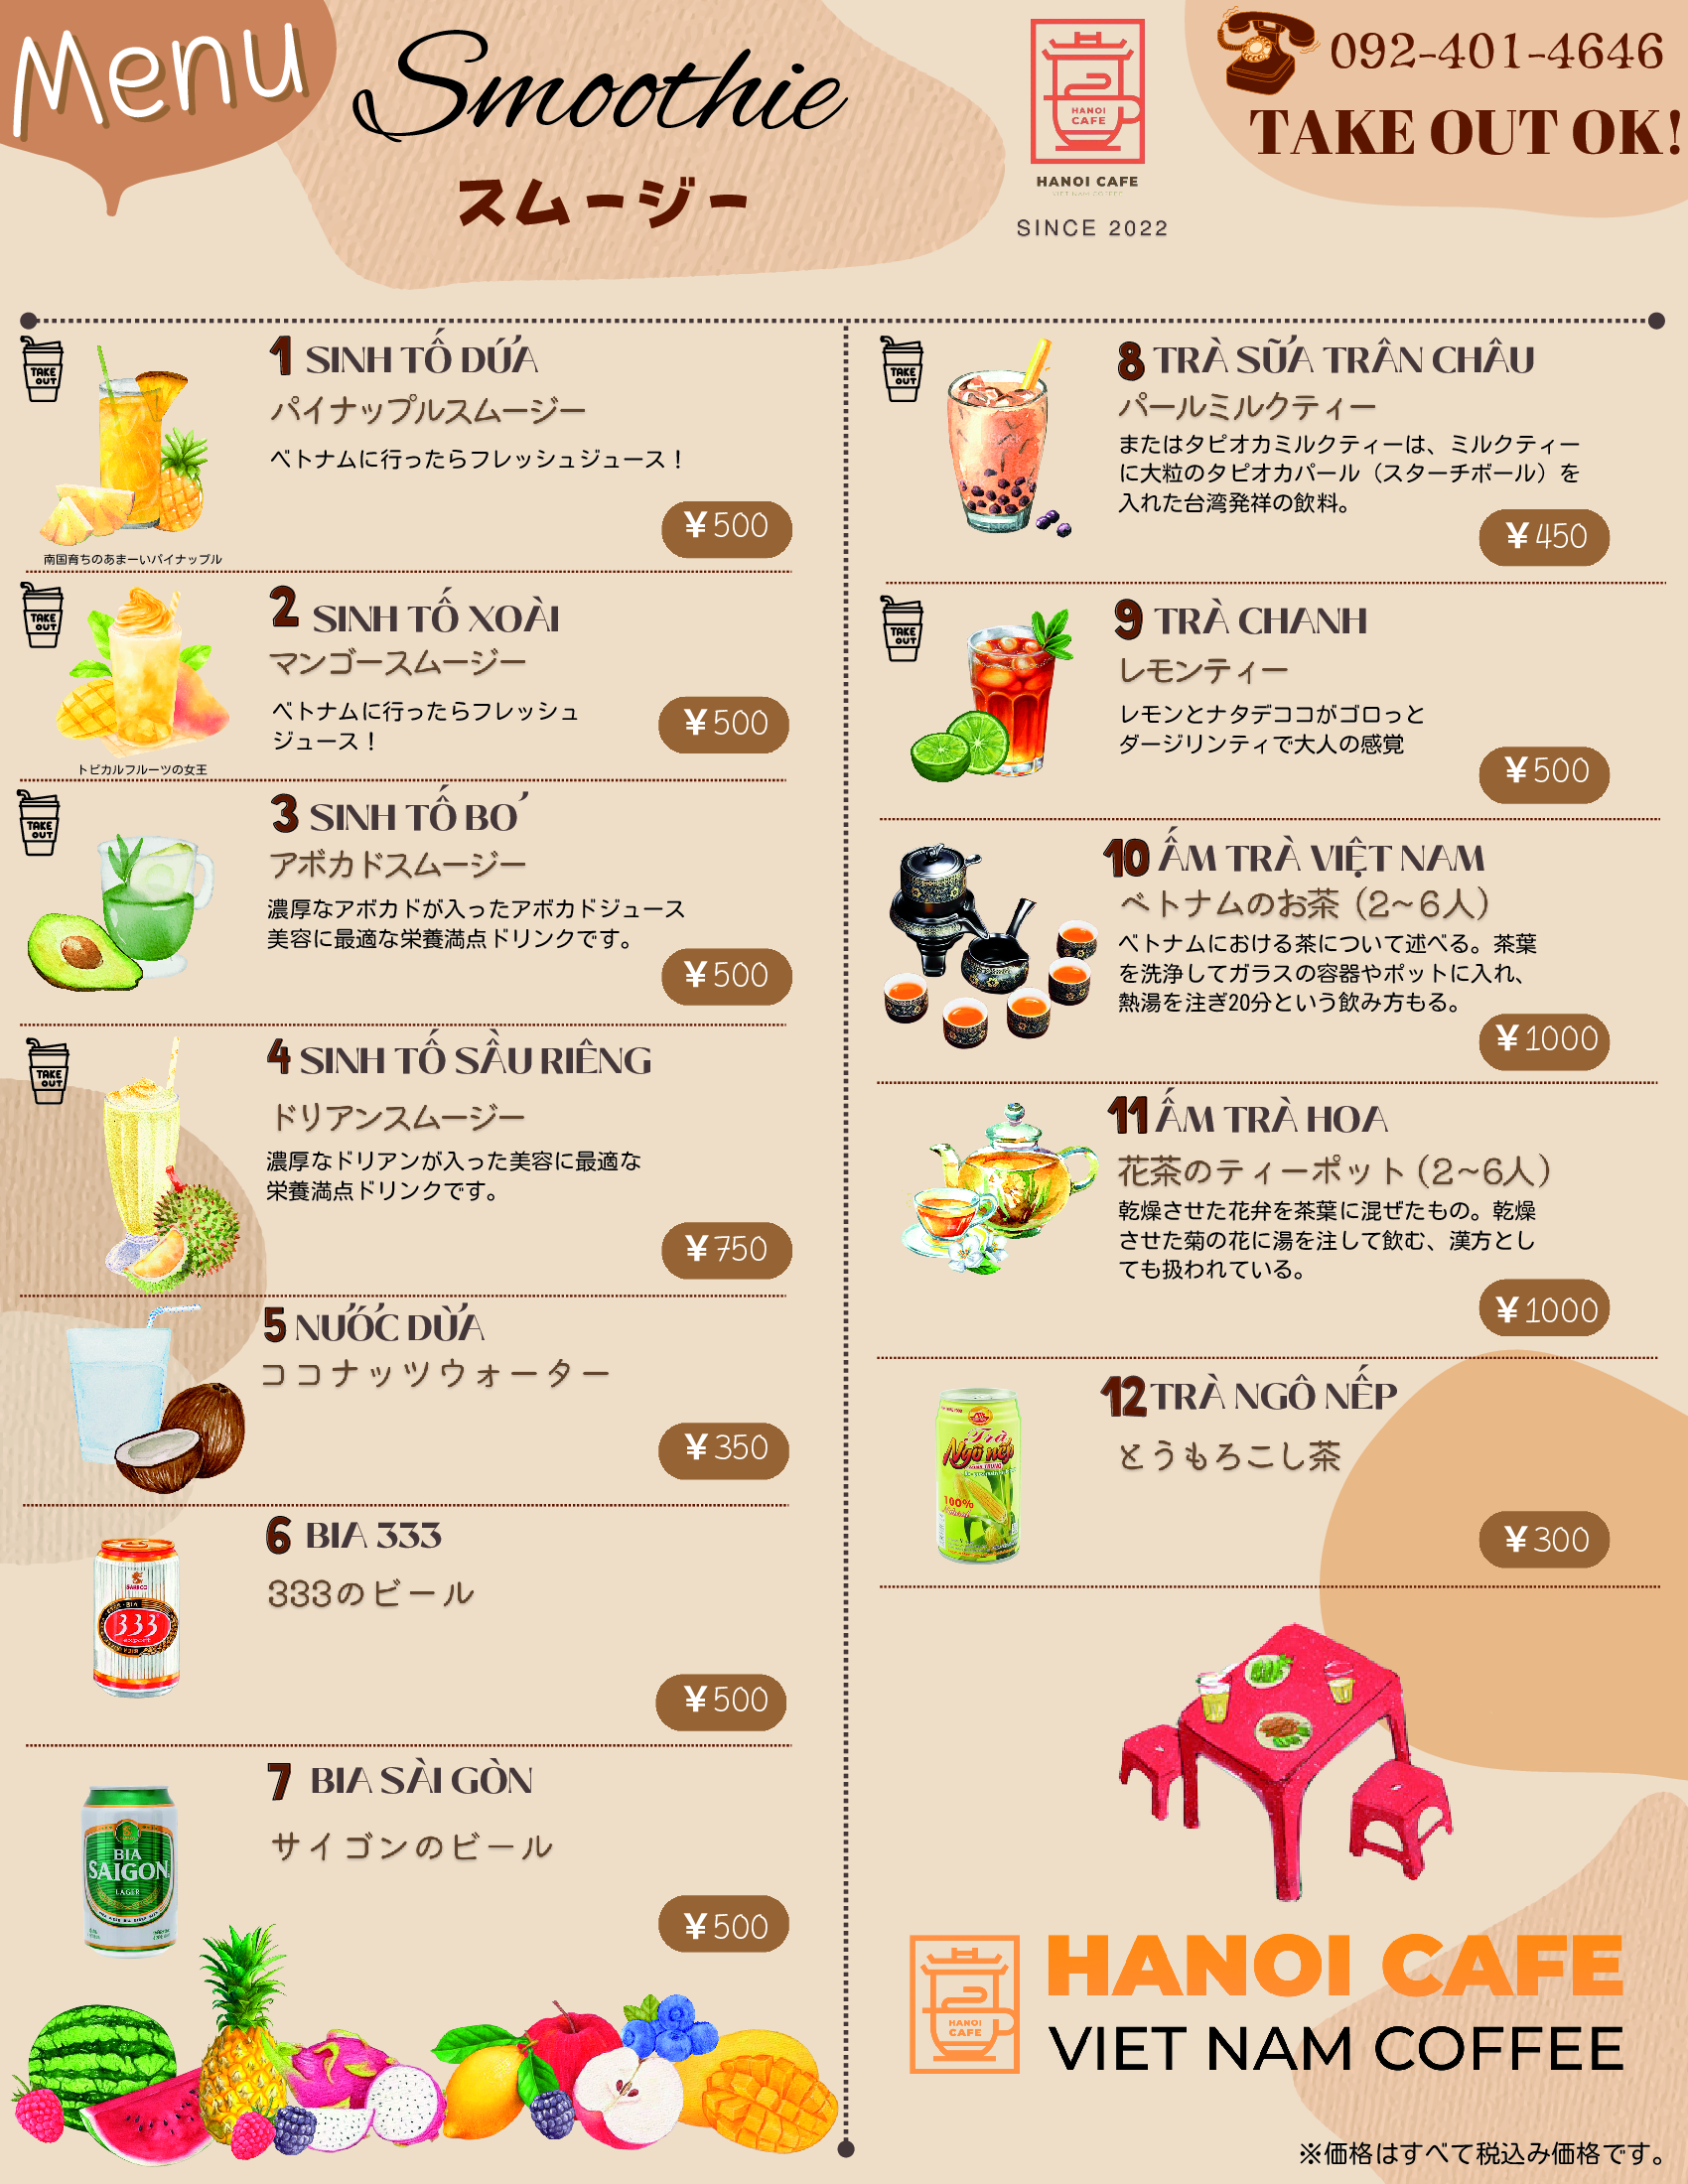 Menu
Smoothie
スムージー
HANOI
CAFE
HANOI CAFE
VIET NAM COFFEE
SINCE 2022
092-401-4646
TAKE OUT OK!
TAKE OUT
1 SINH TỐ DỨA
パイナップルスムージー
ベトナムに行ったらフレッシュジュース！
¥500
南国育ちのあまーいパイナップル
TAKE OUT
2 SINH TỐ XOÀI
マンゴースムージー
ベトナムに行ったらフレッシュ
ジュース！
¥500
トピカルフルーツの女王
TAKE OUT
3 SINH TỐ BƠ
アボカドスムージー
濃厚なアボカドが入ったアボカドジュース
美容に最適な栄養満点ドリンクです。
¥500
TAKE OUT
4 SINH TỐ SẦU RIÊNG
ドリアンスムージー
濃厚なドリアンが入った美容に最適な
栄養満点ドリンクです。
¥750
5 NƯỚC DỪA
ココナッツウォーター
¥350
6 BIA 333
333のビール
333
export
¥500
7 BIA SÀI GÒN
サイゴンのビール
BIA
SAIGON
LAGER
¥500
TAKE OUT
8 TRÀ SỮA TRÂN CHÂU
パールミルクティー
またはタピオカミルクティーは、ミルクティー
に大粒のタピオカパール（スターチボール）を
入れた台湾発祥の飲料。
¥450
TAKE OUT
9 TRÀ CHANH
レモンティー
レモンとナタデココがゴロっと
ダージリンティで大人の感覚
¥500
10 ẤM TRÀ VIỆT NAM
ベトナムのお茶（2~6人）
ベトナムにおける茶について述べる。茶葉
を洗浄してガラスの容器やポットに入れ、
熱湯を注ぎ20分という飲み方もる。
¥1000
11 ẤM TRÀ HOA
花茶のティーポット（2~6人）
乾燥させた花弁を茶葉に混ぜたもの。乾燥
させた菊の花に湯を注して飲む、漢方とし
ても扱われている。
¥1000
12 TRÀ NGÔ NẾP
とうもろこし茶
Trà
Ngô nếp
100%
¥300
HANOI
CAFE
HANOI CAFE
VIET NAM COFFEE
※価格はすべて税込み価格です。